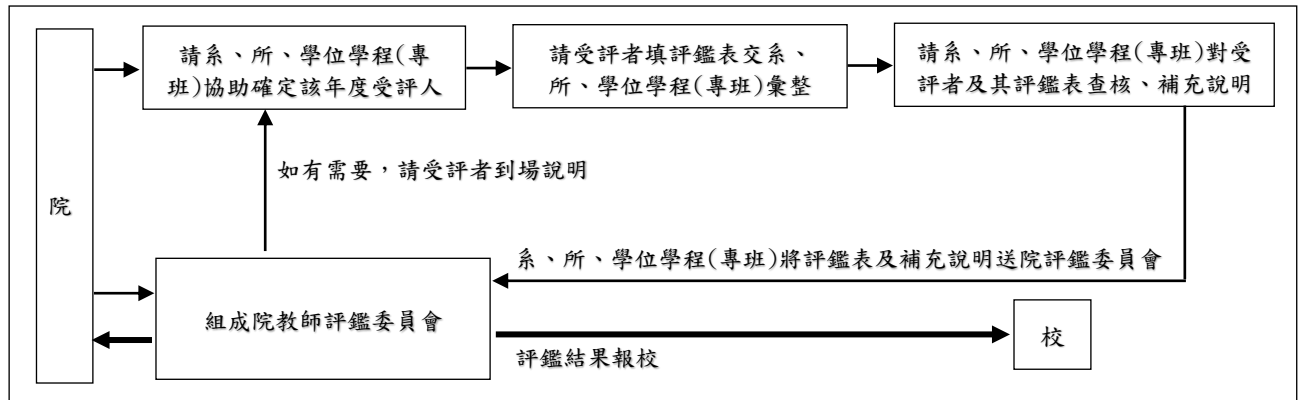 請系、所、學位學程(專
班)協助確定該年度受評人
請受評者填評鑑表交系、
所、學位學程(專班)彙整
請系、所、學位學程(專班)對受
評者及其評鑑表查核、補充說明
如有需要，請受評者到場說明
院
系、所、學位學程(專班)將評鑑表及補充說明送院評鑑委員會
組成院教師評鑑委員會
校
評鑑結果報校